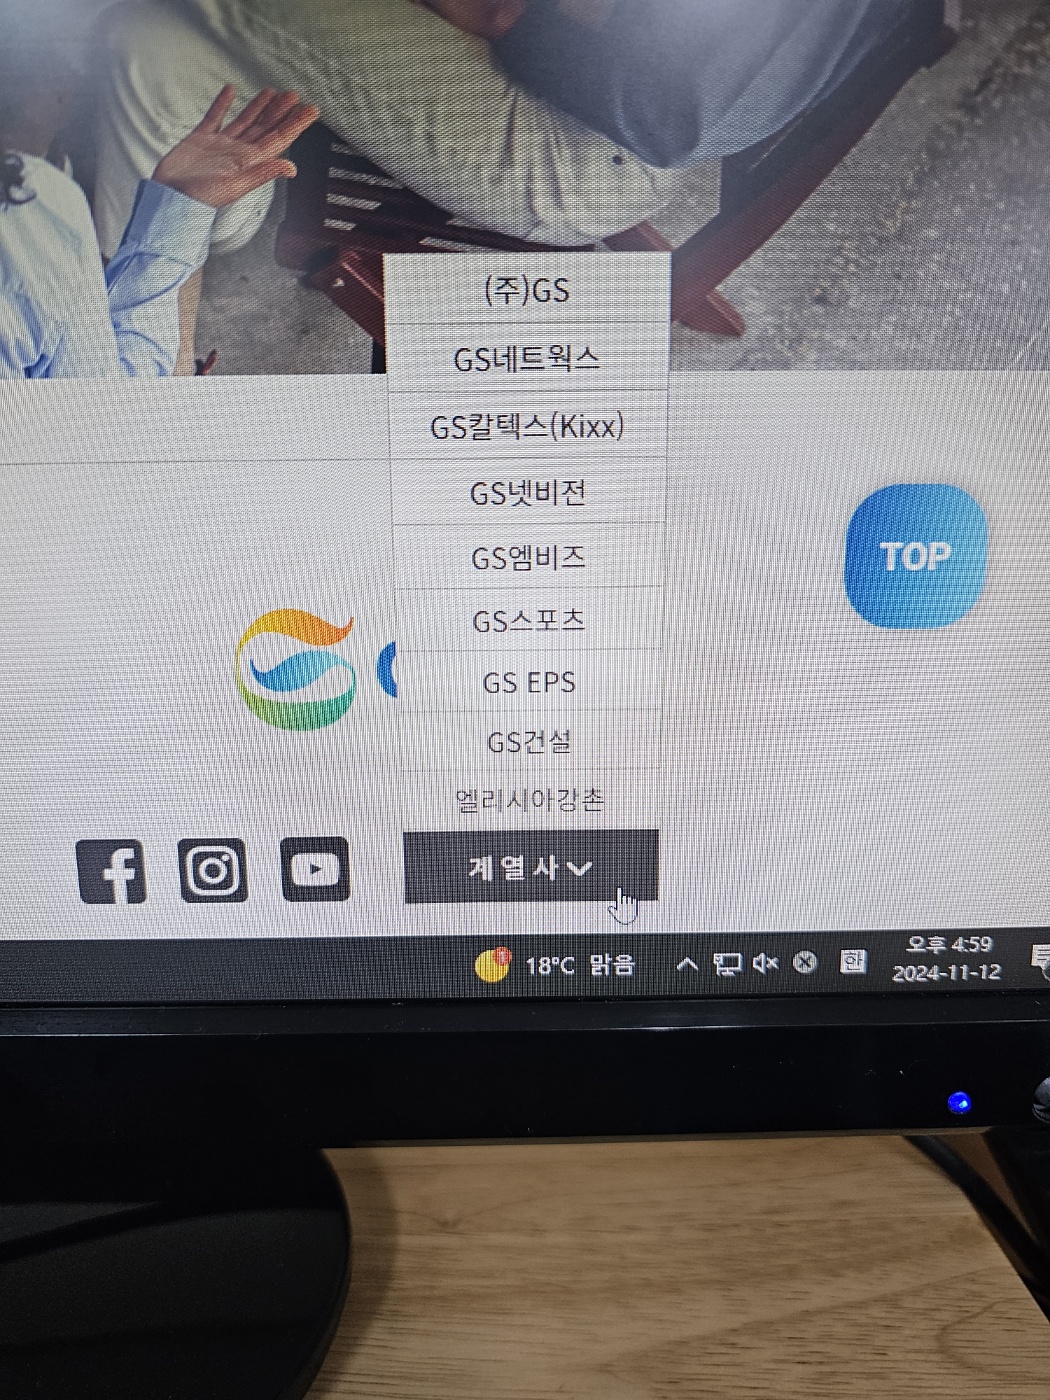 (주)GS
GS네트웍스
GS칼텍스(Kixx)
GS넷비전
GS엠비즈
GS스포츠
GS EPS
GS건설
엘리시아강촌
TOP
계열사
18°C 맑음
한
오후 4:59
2024-11-12